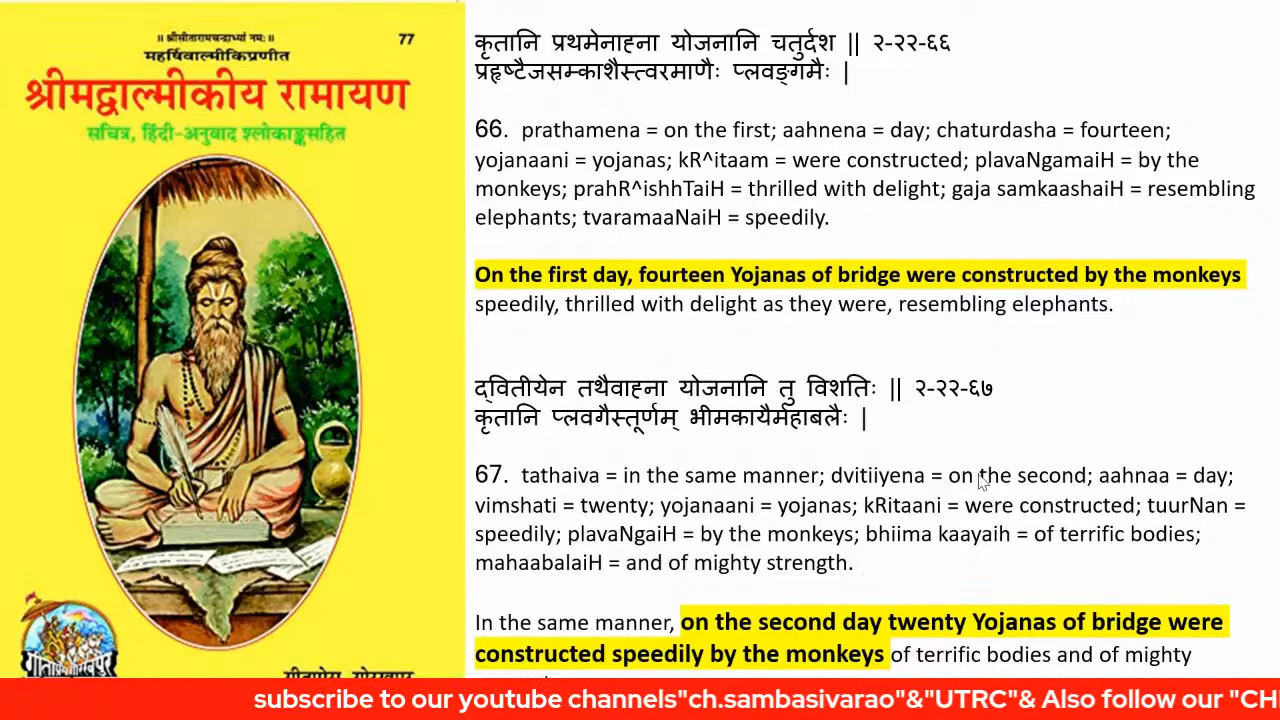 ॥ श्रीसीतारामचन्द्राभ्यां नमः ॥
77
महर्षिवाल्मीकिप्रणीत
श्रीमद्वाल्मीकीय रामायण
सचित्र, हिंदी-अनुवाद श्लोकाङ्कसहित
गीताप्रेस गोरखपुर
कृतानि प्रथमेनाह्ना योजनानि चतुर्दश || २-२२-६६
प्रहृष्टैजसम्काशैस्त्वरमाणैः प्लवङ्गमैः |
66. prathamena = on the first; aahnena = day; chaturdasha = fourteen;
yojanaani = yojanas; kR^itaam = were constructed; plavaNgamaiH = by the
monkeys; prahR^ishhTaiH = thrilled with delight; gaja samkaashaiH = resembling
elephants; tvaramaaNaiH = speedily.
On the first day, fourteen Yojanas of bridge were constructed by the monkeys
speedily, thrilled with delight as they were, resembling elephants.
द्वितीयेन तथैवाह्ना योजनानि तु विशतिः || २-२२-६७
कृतानि प्लवगैस्तूर्णम् भीमकायैर्महाबलैः |
67. tathaiva = in the same manner; dvitiiyena = on the second; aahnaa = day;
vimshati = twenty; yojanaani = yojanas; kRitaani = were constructed; tuurNan =
speedily; plavaNgaiH = by the monkeys; bhiima kaayaih = of terrific bodies;
mahaabalaiH = and of mighty strength.
In the same manner, on the second day twenty Yojanas of bridge were
constructed speedily by the monkeys of terrific bodies and of mighty
subscribe to our youtube channels"ch.sambasivarao"&"UTRC"& Also follow our "CH